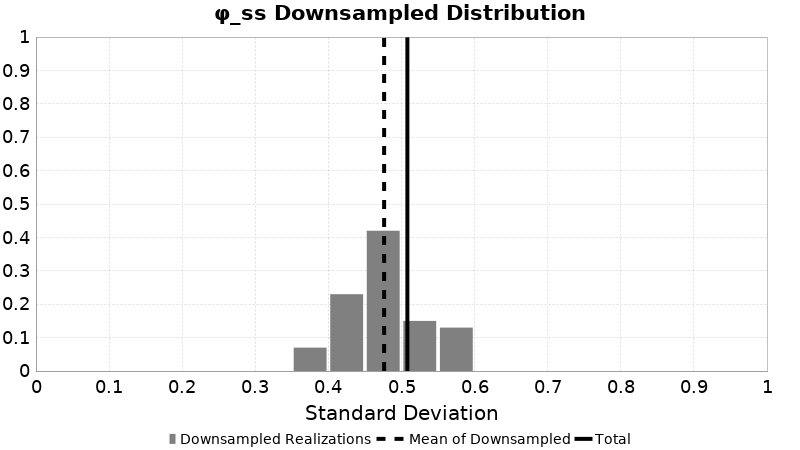 φ_ss Downsampled Distribution
1
0.9
0.8
0.7
0.6
0.5
0.4
0.3
0.2
0.1
0
0 0.1 0.2 0.3 0.4 0.5 0.6 0.7 0.8 0.9 1
Standard Deviation
Downsampled Realizations Mean of Downsampled Total